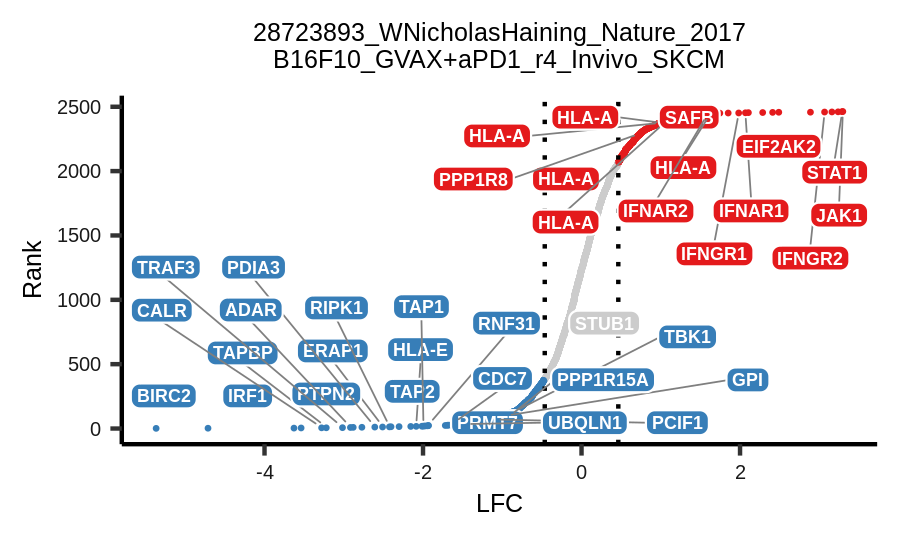 28723893_WNicholasHaining_Nature_2017
B16F10_GVAX+aPD1_r4_Invivo_SKCM
2500
HLA-A
SAFB
HLA-A
EIF2AK2
2000
PPP1R8
HLA-A
HLA-A
STAT1
IFNAR2
IFNAR1
JAK1
HLA-A
1500
IFNGR1
IFNGR2
Rank
TRAF3
PDIA3
1000
CALR
ADAR
RIPK1
TAP1
RNF31
STUB1
TBK1
TAPBP
ERAP1
HLA-E
500
CDC7
PPP1R15A
GPI
BIRC2
IRF1
PTPN2
TAP2
0
PRMT7
UBQLN1
PCIF1
-4
-2
0
2
LFC